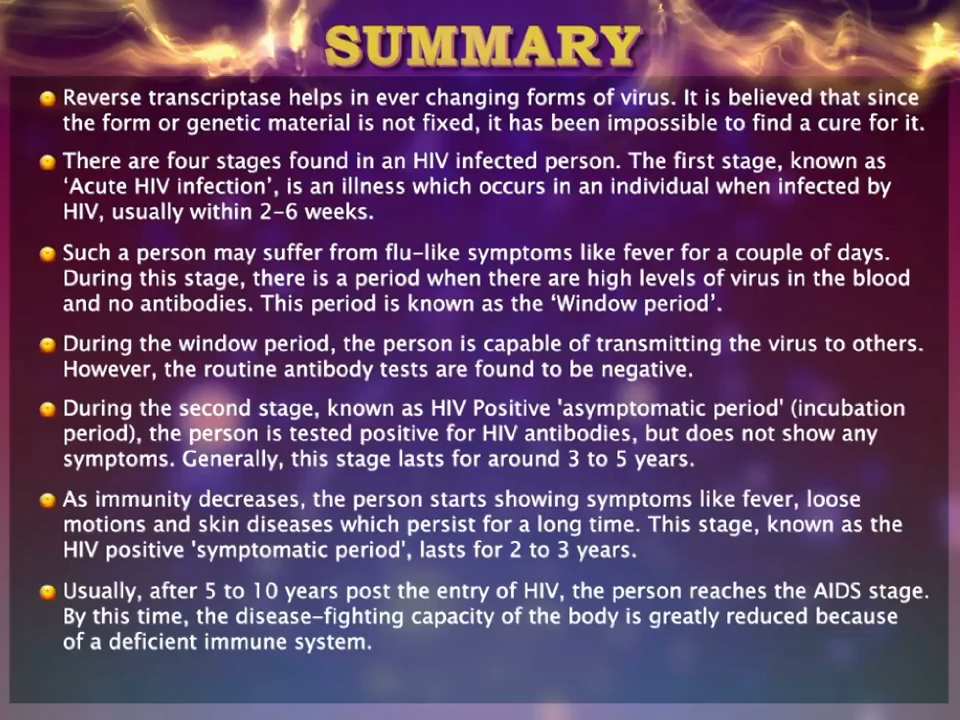 SUMMARY
Reverse transcriptase helps in ever changing forms of virus. It is believed that since
the form or genetic material is not fixed, it has been impossible to find a cure for it.
There are four stages found in an HIV infected person. The first stage, known as
‘Acute HIV infection’, is an illness which occurs in an individual when infected by
HIV, usually within 2-6 weeks.
Such a person may suffer from flu-like symptoms like fever for a couple of days.
During this stage, there is a period when there are high levels of virus in the blood
and no antibodies. This period is known as the ‘Window period’.
During the window period, the person is capable of transmitting the virus to others.
However, the routine antibody tests are found to be negative.
During the second stage, known as HIV Positive 'asymptomatic period' (incubation
period), the person is tested positive for HIV antibodies, but does not show any
symptoms. Generally, this stage lasts for around 3 to 5 years.
As immunity decreases, the person starts showing symptoms like fever, loose
motions and skin diseases which persist for a long time. This stage, known as the
HIV positive 'symptomatic period', lasts for 2 to 3 years.
Usually, after 5 to 10 years post the entry of HIV, the person reaches the AIDS stage.
By this time, the disease-fighting capacity of the body is greatly reduced because
of a deficient immune system.